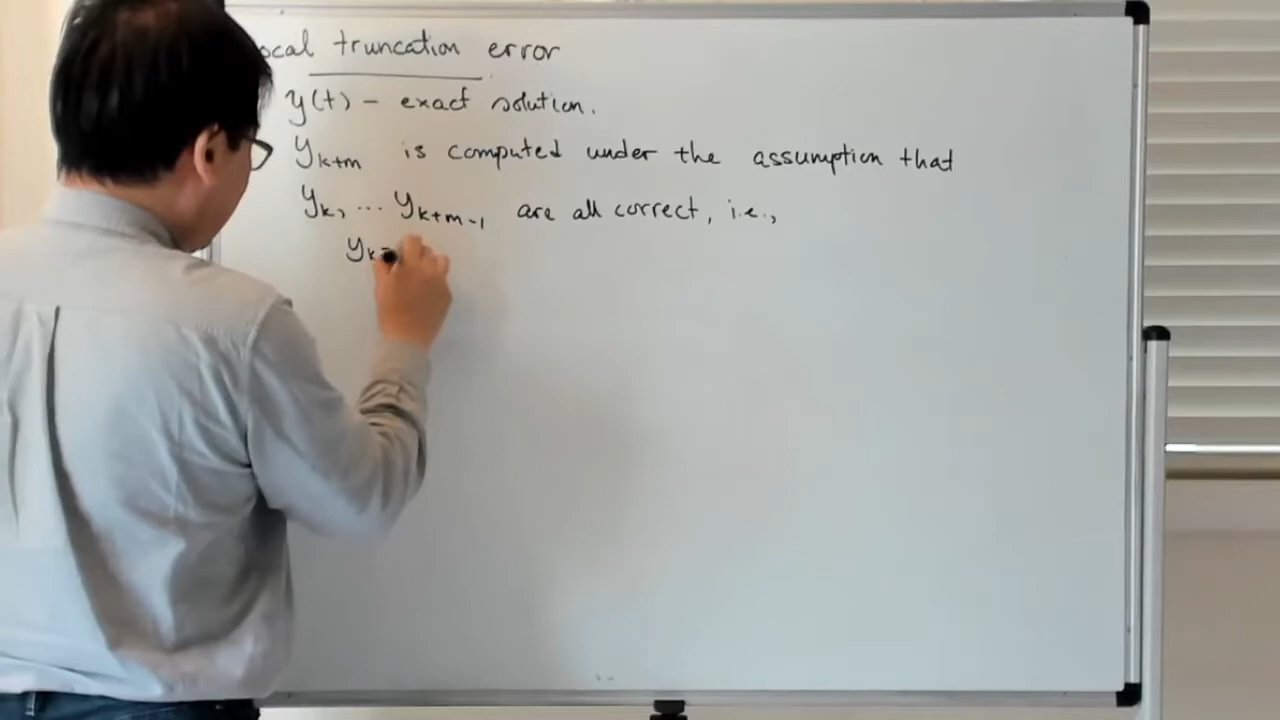 ocal truncation error
y(t) - exact solution.
y_{k+m} is computed under the assumption that
y_k, ... y_{k+m-1} are all correct, i.e.,
y_k =